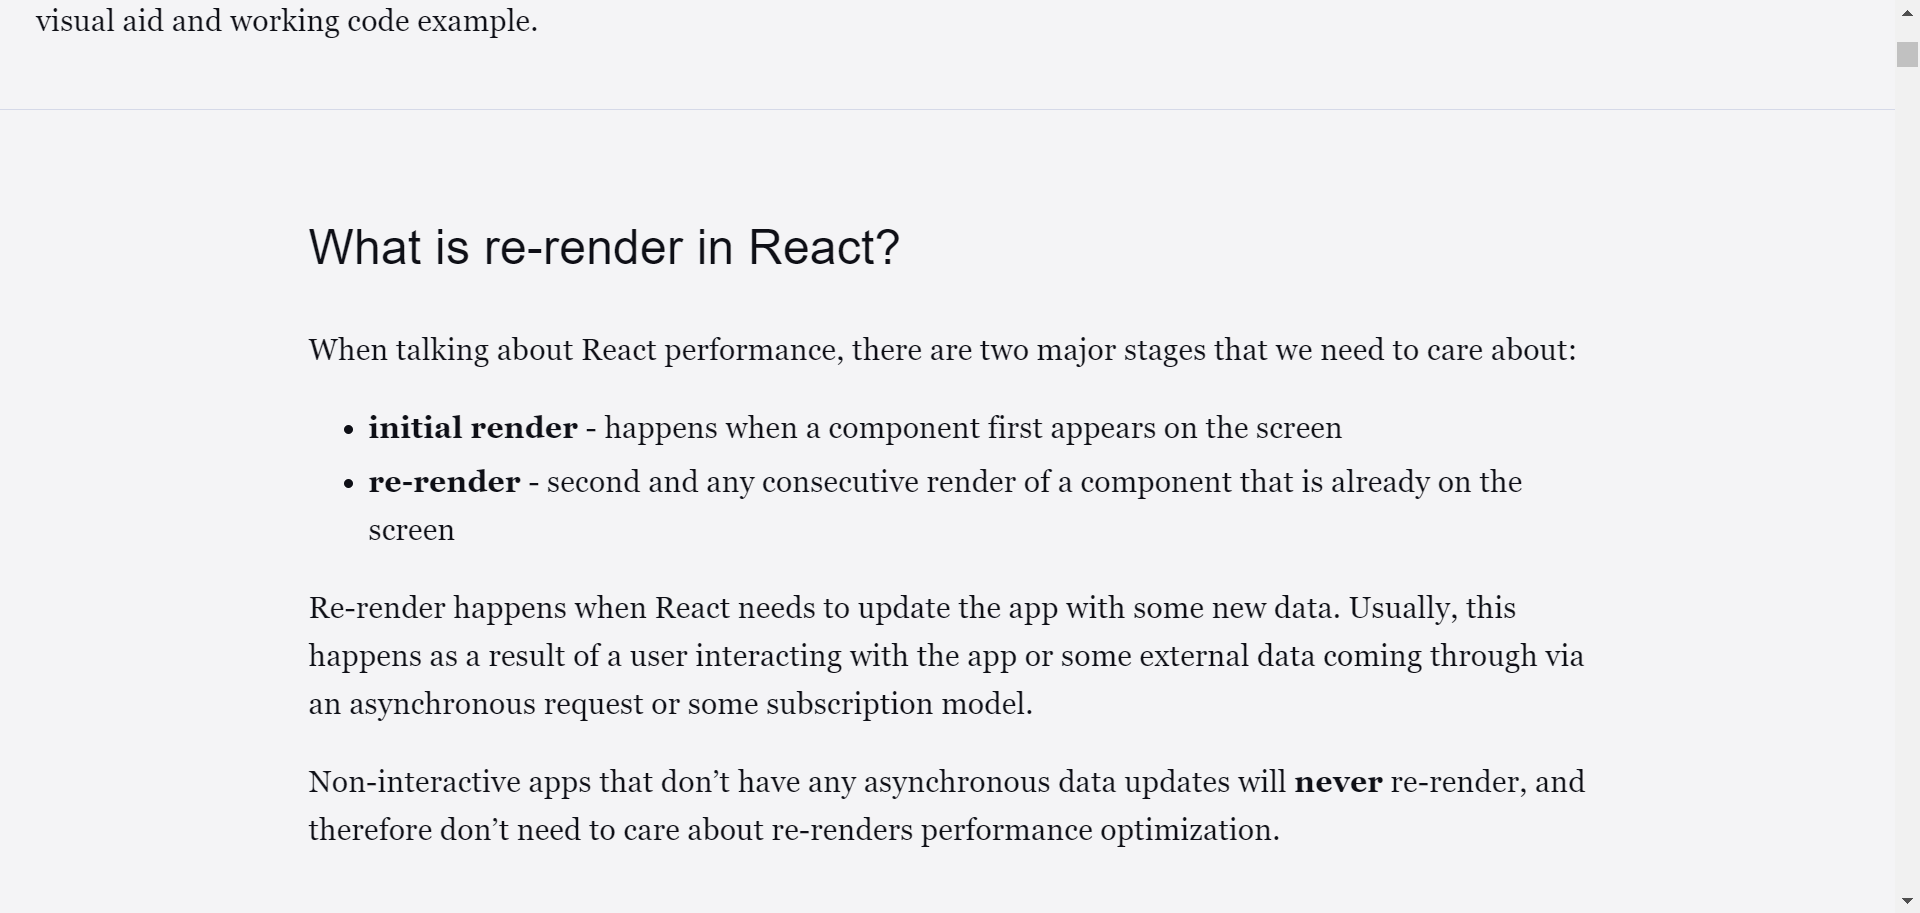 visual aid and working code example.
What is re-render in React?
When talking about React performance, there are two major stages that we need to care about:
• initial render - happens when a component first appears on the screen
• re-render - second and any consecutive render of a component that is already on the
screen
Re-render happens when React needs to update the app with some new data. Usually, this
happens as a result of a user interacting with the app or some external data coming through via
an asynchronous request or some subscription model.
Non-interactive apps that don’t have any asynchronous data updates will never re-render, and
therefore don’t need to care about re-renders performance optimization.